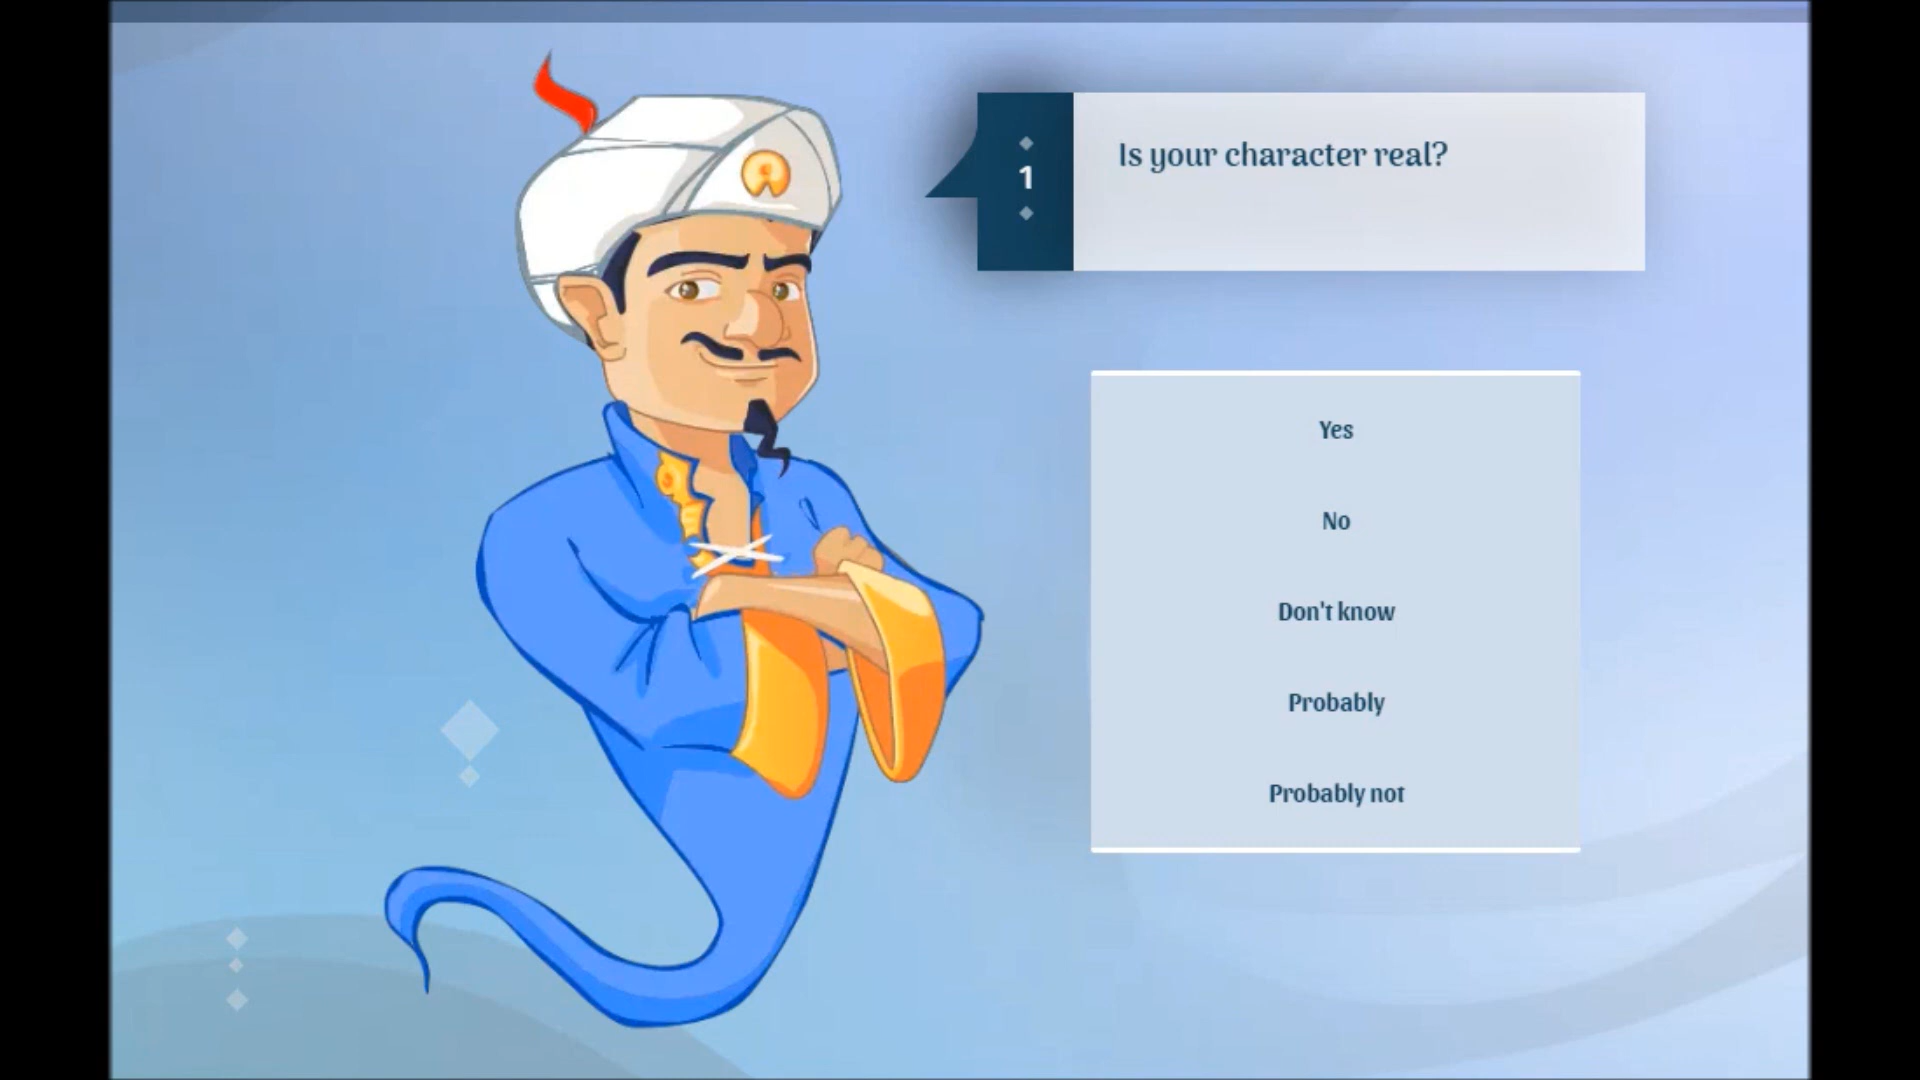 1
Is your character real?
Yes
No
Don't know
Probably
Probably not